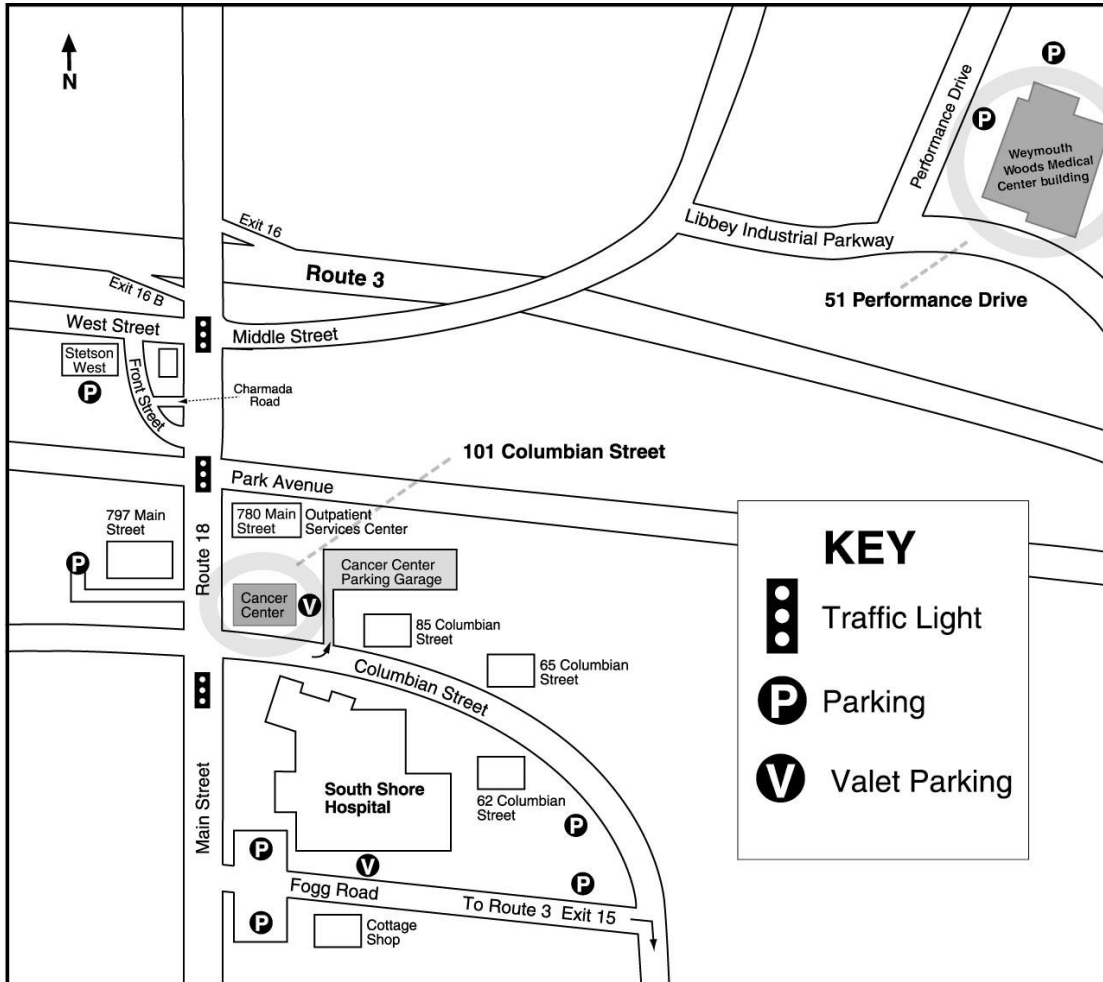 N
P
P
Weymouth
Woods Medical
Center building
Performance Drive
Exit 16
Libbey Industrial Parkway
Route 3
51 Performance Drive
Exit 16 B
West Street
Middle Street
Stetson
West
P
Front Street
Charmada
Road
101 Columbian Street
Park Avenue
797 Main
Street
P
Route 18
780 Main
Street
Outpatient
Services Center
Cancer Center
Parking Garage
Cancer
Center
V
85 Columbian
Street
65 Columbian
Street
Columbian Street
South Shore
Hospital
62 Columbian
Street
Main Street
P
P
V
P
Fogg Road
To Route 3 Exit 15
P
Cottage
Shop
KEY
Traffic Light
P Parking
V Valet Parking